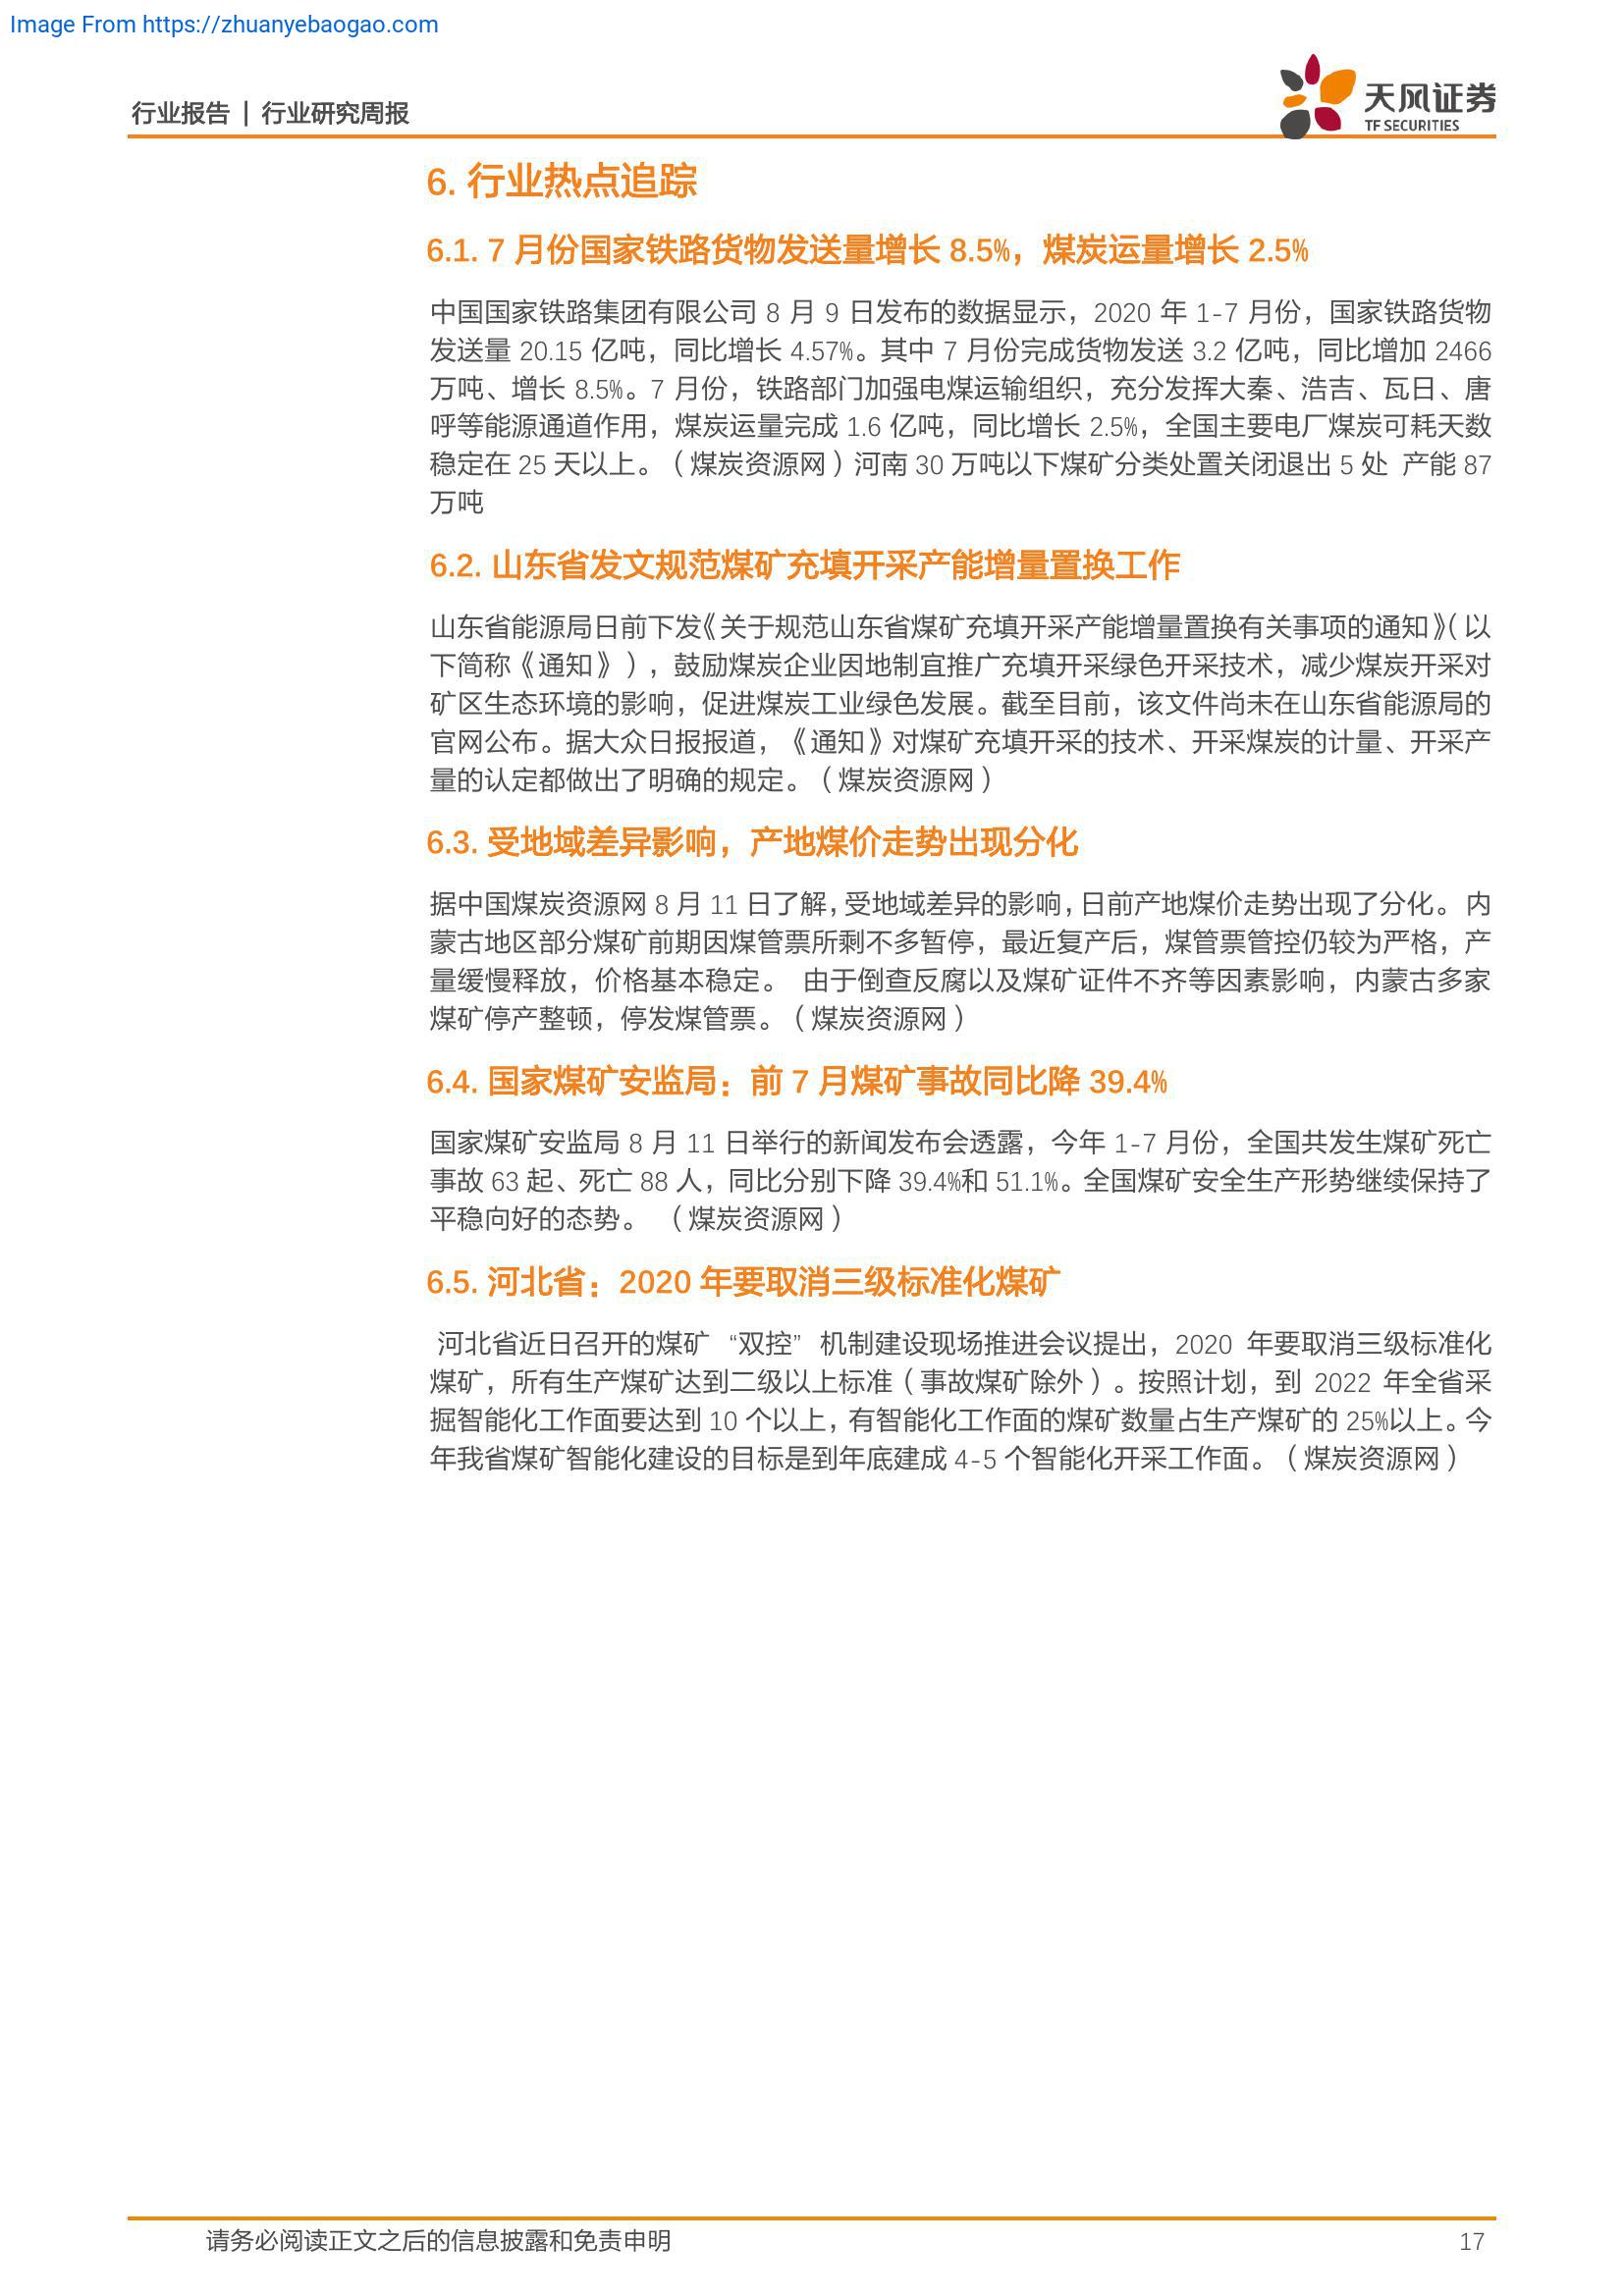 Image From https://zhuanyebaogao.com
行业报告 | 行业研究周报
天风证券
TF SECURITIES
6. 行业热点追踪
6.1. 7 月份国家铁路货物发送量增长 8.5%，煤炭运量增长 2.5%
中国国家铁路集团有限公司 8 月 9 日发布的数据显示，2020 年 1-7 月份，国家铁路货物
发送量 20.15 亿吨，同比增长 4.57%。其中 7 月份完成货物发送 3.2 亿吨，同比增加 2466
万吨、增长 8.5%。7 月份，铁路部门加强电煤运输组织，充分发挥大秦、浩吉、瓦日、唐
呼等能源通道作用，煤炭运量完成 1.6 亿吨，同比增长 2.5%，全国主要电厂煤炭可耗天数
稳定在 25 天以上。（煤炭资源网）河南 30 万吨以下煤矿分类处置关闭退出 5 处 产能 87
万吨
6.2. 山东省发文规范煤矿充填开采产能增量置换工作
山东省能源局日前下发《关于规范山东省煤矿充填开采产能增量置换有关事项的通知》（以
下简称《通知》），鼓励煤炭企业因地制宜推广充填开采绿色开采技术，减少煤炭开采对
矿区生态环境的影响，促进煤炭工业绿色发展。截至目前，该文件尚未在山东省能源局的
官网公布。据大众日报报道，《通知》对煤矿充填开采的技术、开采煤炭的计量、开采产
量的认定都做出了明确的规定。（煤炭资源网）
6.3. 受地域差异影响，产地煤价走势出现分化
据中国煤炭资源网 8 月 11 日了解，受地域差异的影响，日前产地煤价走势出现了分化。 内
蒙古地区部分煤矿前期因煤管票所剩不多暂停，最近复产后，煤管票管控仍较为严格，产
量缓慢释放，价格基本稳定。 由于倒查反腐以及煤矿证件不齐等因素影响，内蒙古多家
煤矿停产整顿，停发煤管票。（煤炭资源网）
6.4. 国家煤矿安监局：前 7 月煤矿事故同比降 39.4%
国家煤矿安监局 8 月 11 日举行的新闻发布会透露，今年 1-7 月份，全国共发生煤矿死亡
事故 63 起、死亡 88 人，同比分别下降 39.4%和 51.1%。全国煤矿安全生产形势继续保持了
平稳向好的态势。 （煤炭资源网）
6.5. 河北省：2020 年要取消三级标准化煤矿
河北省近日召开的煤矿 “双控” 机制建设现场推进会议提出，2020 年要取消三级标准化
煤矿，所有生产煤矿达到二级以上标准（事故煤矿除外）。按照计划，到 2022 年全省采
掘智能化工作面要达到 10 个以上，有智能化工作面的煤矿数量占生产煤矿的 25%以上。今
年我省煤矿智能化建设的目标是到年底建成 4-5 个智能化开采工作面。（煤炭资源网）
请务必阅读正文之后的信息披露和免责申明
17